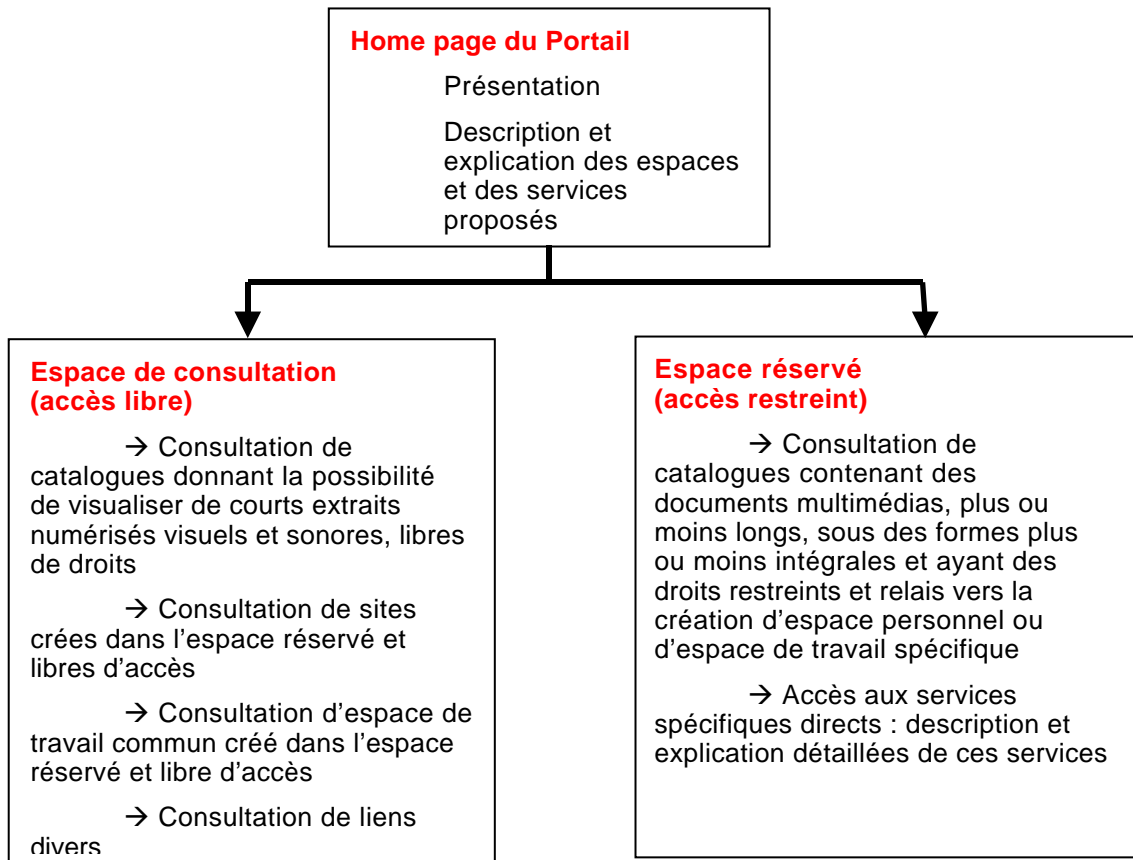 Home page du Portail
Présentation
Description et
explication des espaces
et des services
proposés
Espace de consultation
(accès libre)
→ Consultation de
catalogues donnant la possibilité
de visualiser de courts extraits
numérisés visuels et sonores, libres
de droits
→ Consultation de sites
crées dans l'espace réservé et
libres d'accès
→ Consultation d'espace de
travail commun créé dans l'espace
réservé et libre d'accès
→ Consultation de liens
divers
Espace réservé
(accès restreint)
→ Consultation de
catalogues contenant des
documents multimédias, plus ou
moins longs, sous des formes plus
ou moins intégrales et ayant des
droits restreints et relais vers la
création d'espace personnel ou
d'espace de travail spécifique
→ Accès aux services
spécifiques directs : description et
explication détaillées de ces services